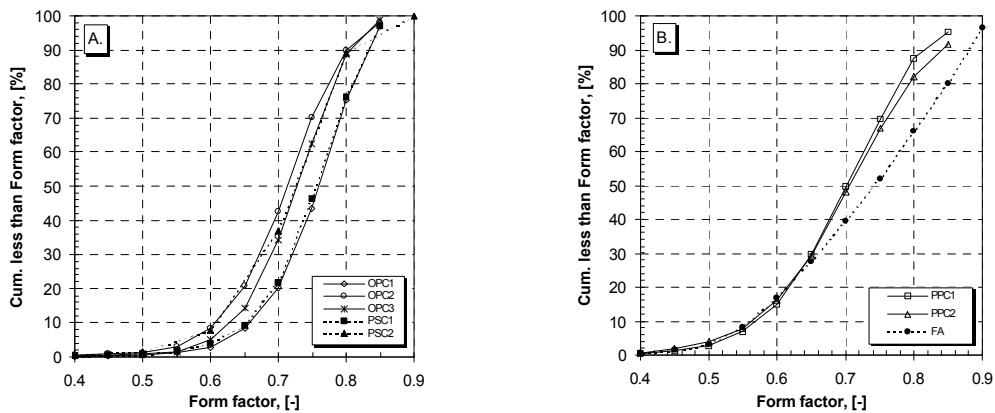 A.
Cum. less than Form factor, [%]
100
90
80
70
60
50
40
30
20
10
0
0.4 0.5 0.6 0.7 0.8 0.9
Form factor, [-]
OPC1
OPC2
OPC3
PSC1
PSC2
B.
Cum. less than Form factor, [%]
100
90
80
70
60
50
40
30
20
10
0
0.4 0.5 0.6 0.7 0.8 0.9
Form factor, [-]
PPC1
PPC2
FA